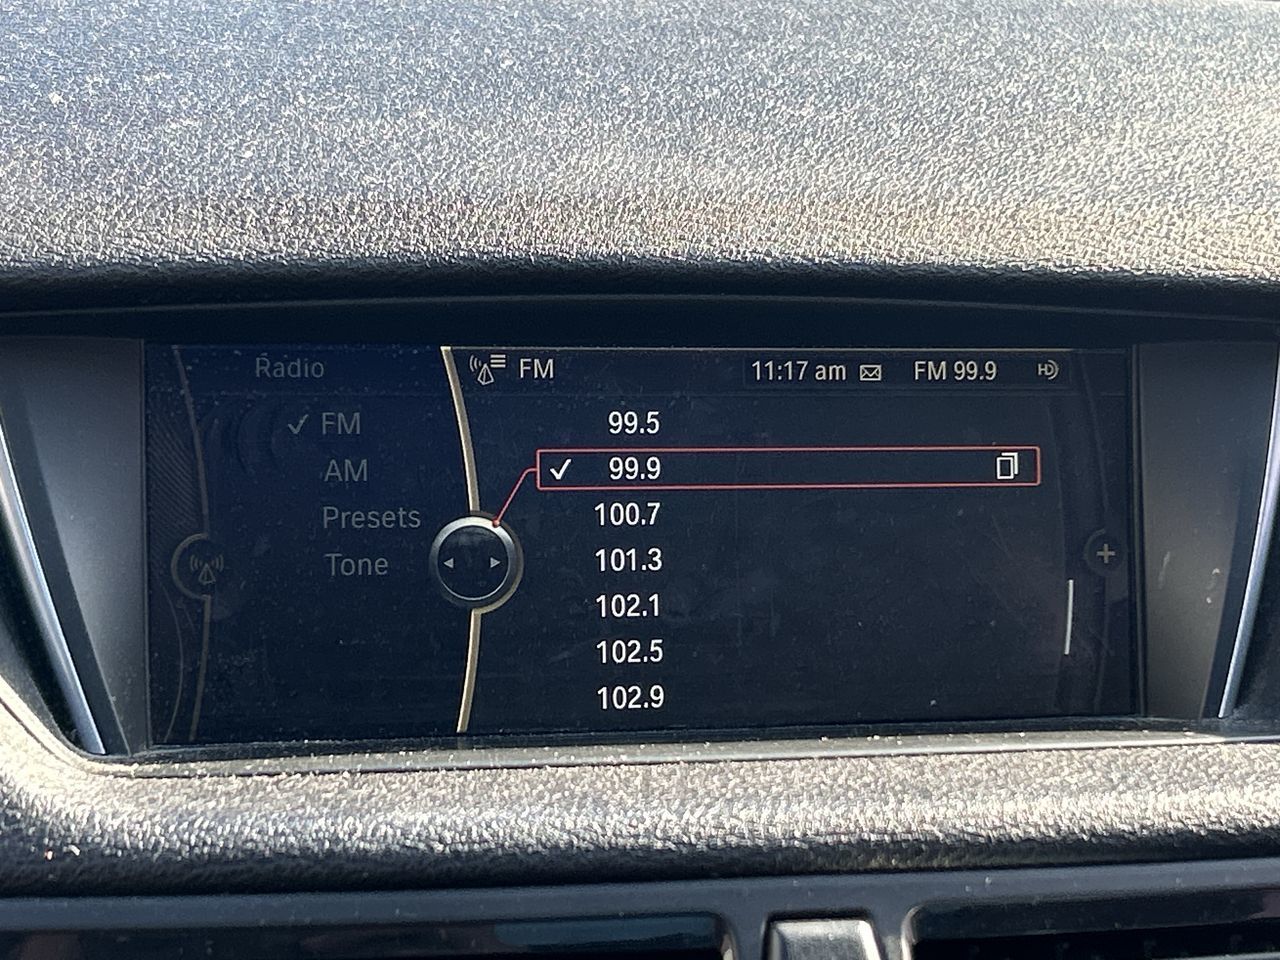 Radio
FM
11:17 am
FM 99.9
HD
FM
AM
Presets
Tone
99.5
99.9
100.7
101.3
102.1
102.5
102.9